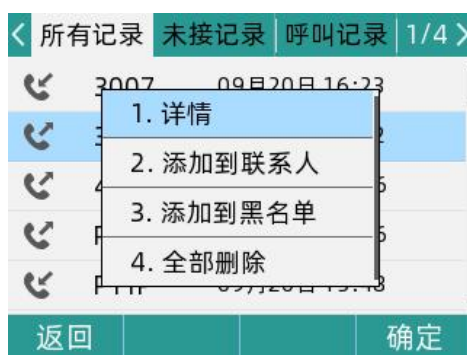 所有记录 未接记录 呼叫记录 1/4
3007 09月20日 16:23
1. 详情
2. 添加到联系人
3. 添加到黑名单
4. 全部删除
返回 确定